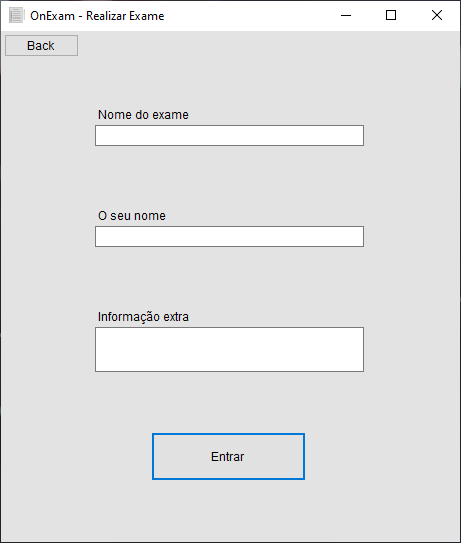 OnExam - Realizar Exame
Back
Nome do exame
O seu nome
Informação extra
Entrar